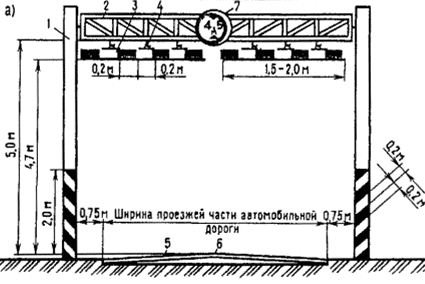 а)
1
2
3
4
7
4,5
0,2м
0,2м
1,5-2,0м
5,0м
4,7м
2,0м
0,2м
0,2м
0,75м
Ширина проезжей части автомобильной
дороги
0,75м
5
6